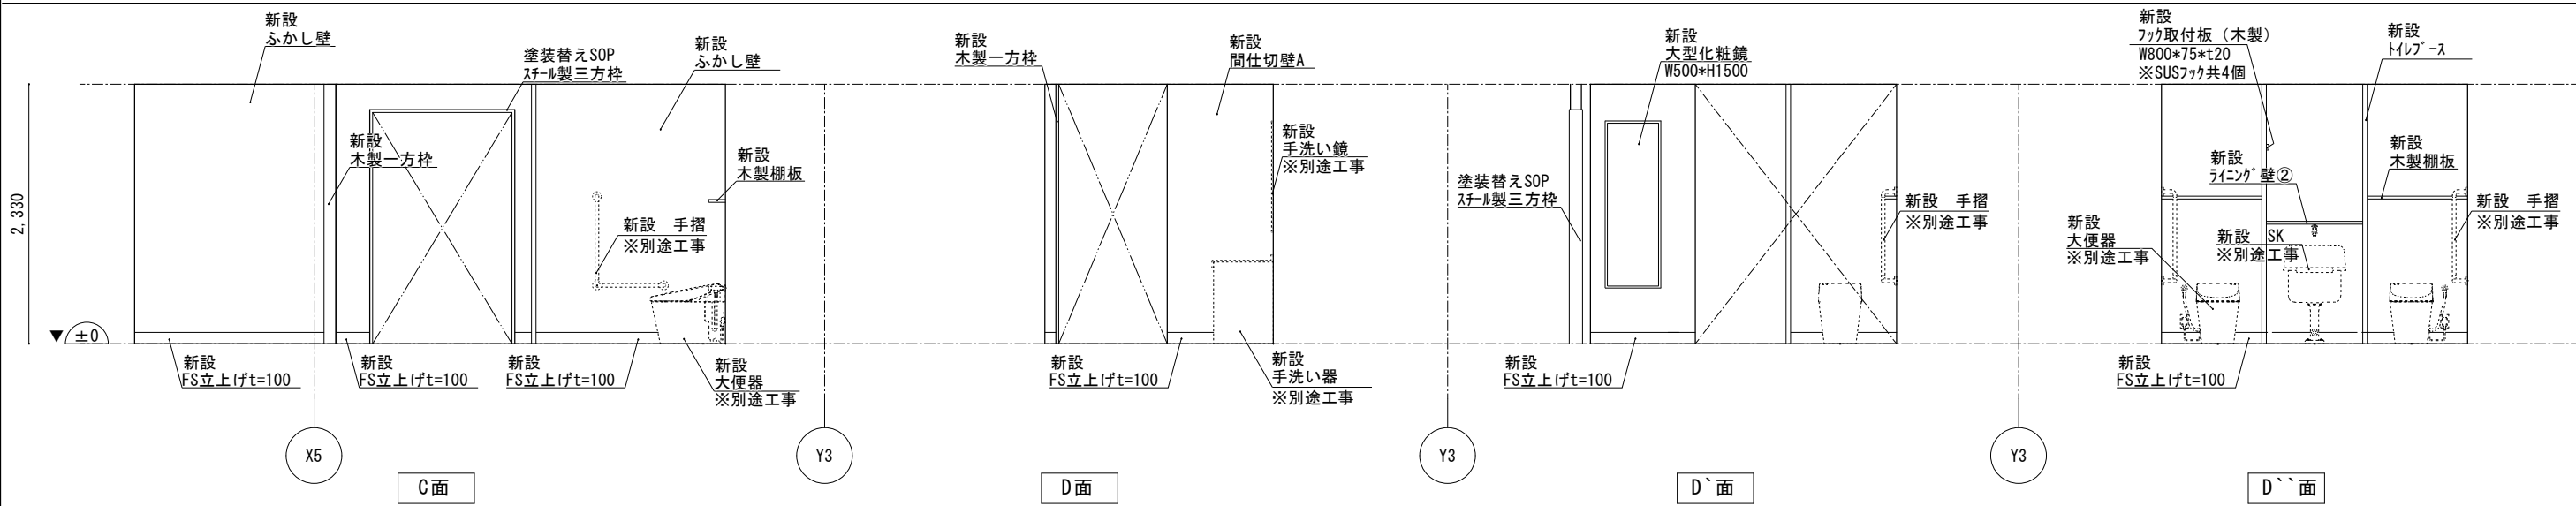 新設
ふかし壁
塗装替えSOP
ｽﾁｰﾙ製三方枠
新設
ふかし壁
新設
木製一方枠
新設
木製棚板
新設　手摺
※別途工事
2,330
±0
新設
FS立上げt=100
新設
FS立上げt=100
新設
FS立上げt=100
新設
大便器
※別途工事
X5
C面
Y3
新設
木製一方枠
新設
間仕切壁A
新設
手洗い鏡
※別途工事
新設
FS立上げt=100
新設
手洗い器
※別途工事
D面
Y3
新設
大型化粧鏡
W500*H1500
塗装替えSOP
ｽﾁｰﾙ製三方枠
新設　手摺
※別途工事
新設
FS立上げt=100
D`面
Y3
新設
ﾌｯｸ取付板（木製）
W800*75*t20
※SUSﾌｯｸ共4個
新設
ﾄｲﾚﾌﾞｰｽ
新設
ﾗｲﾆﾝｸﾞ壁②
新設
木製棚板
新設　手摺
※別途工事
新設
大便器
※別途工事
新設　SK
※別途工事
新設
FS立上げt=100
D``面